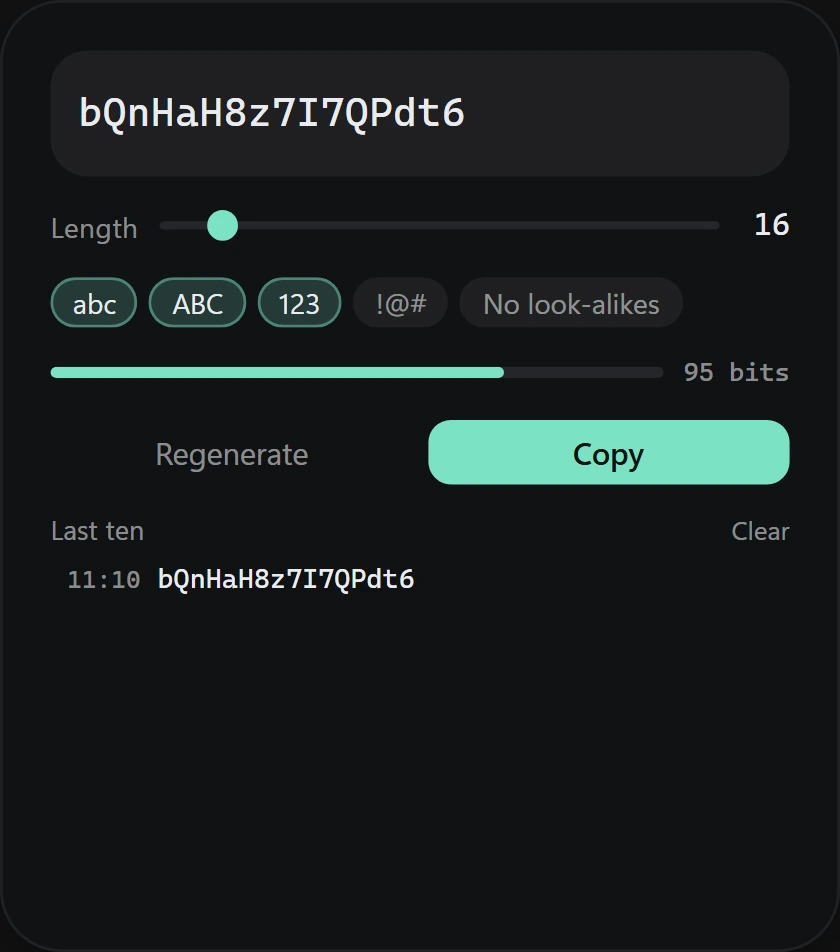 bQnHaH8z7I7QPdt6
Length 16
abc ABC 123 !@# No look-alikes
95 bits
Regenerate Copy
Last ten Clear
11:10 bQnHaH8z7I7QPdt6